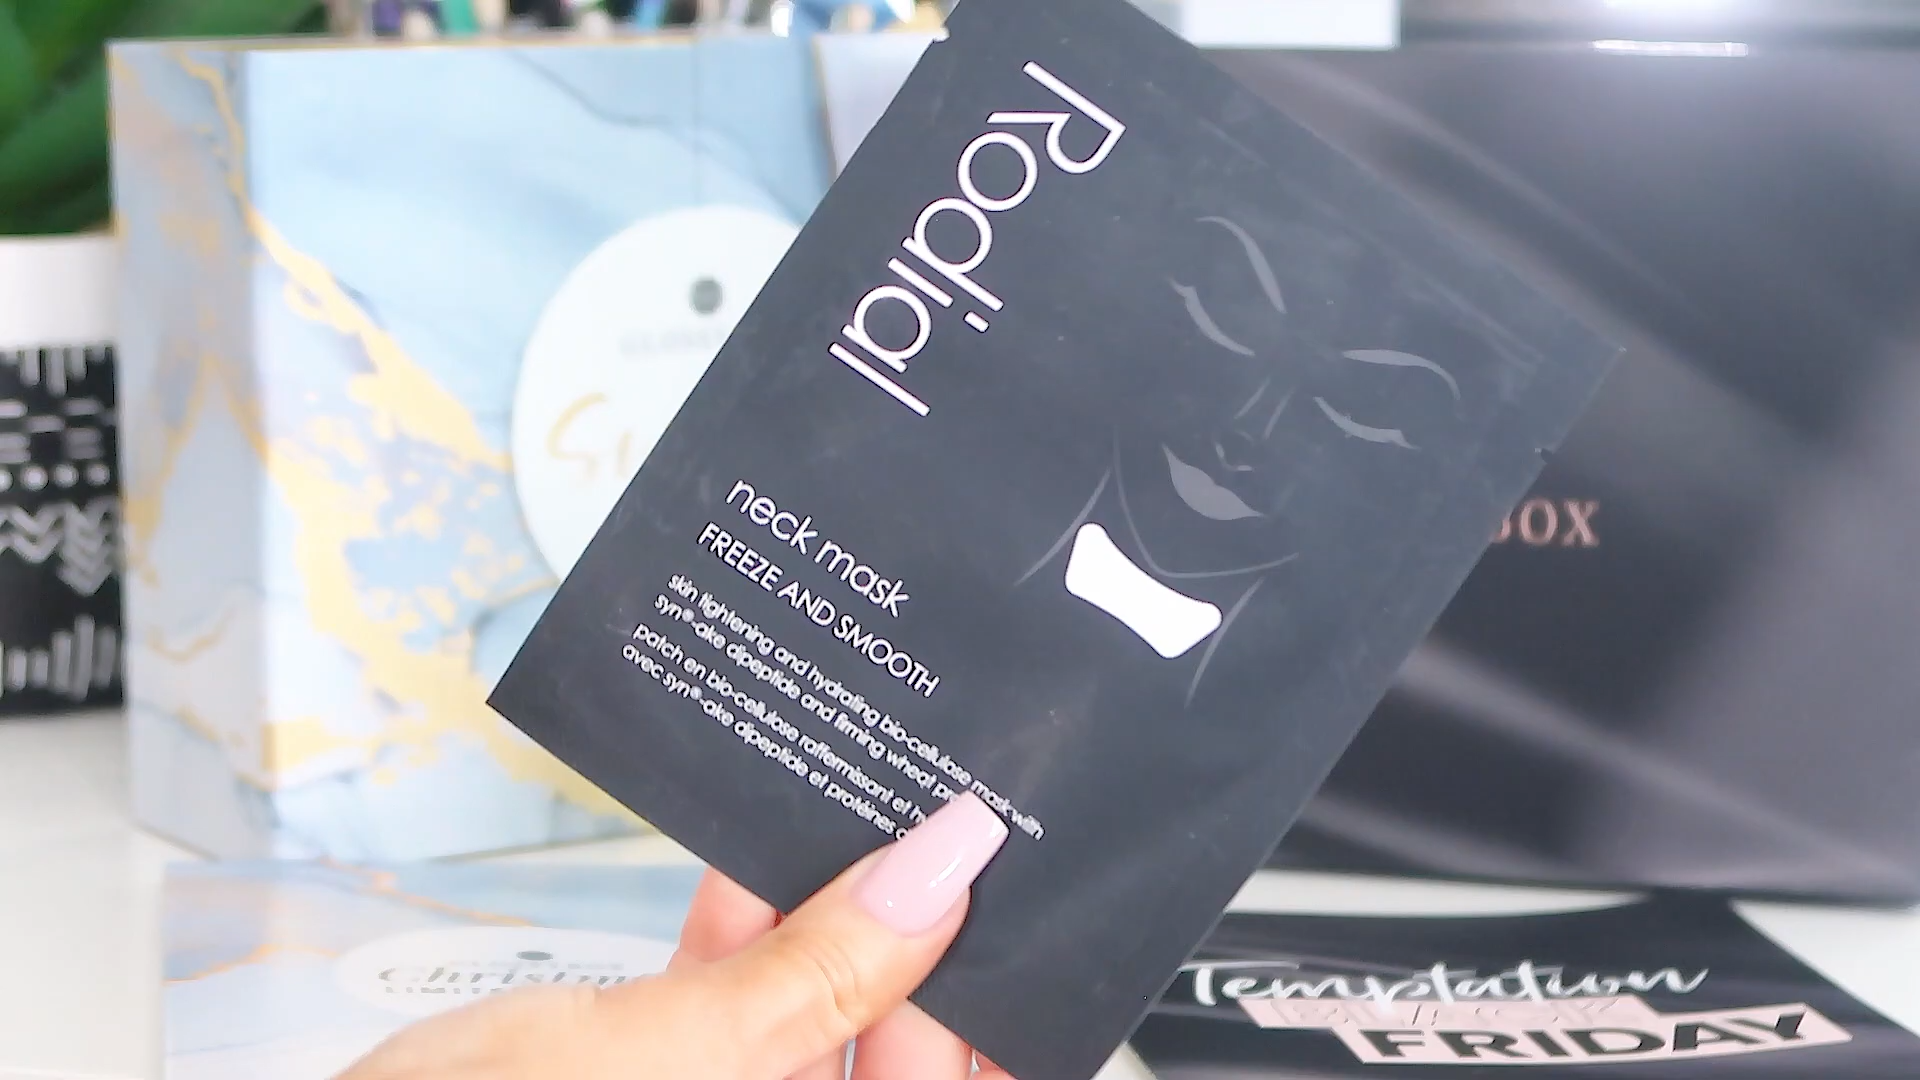 Rodial
neck mask
FREEZE AND SMOOTH
skin tightening and hydrating bio-cellulose mask with
syn®-ake dipeptide and firming wheat
patch en bio-cellulose raffermissant et
avec syn®-ake dipeptide et protéines
BOX
Temptation
BLACK
FRIDAY